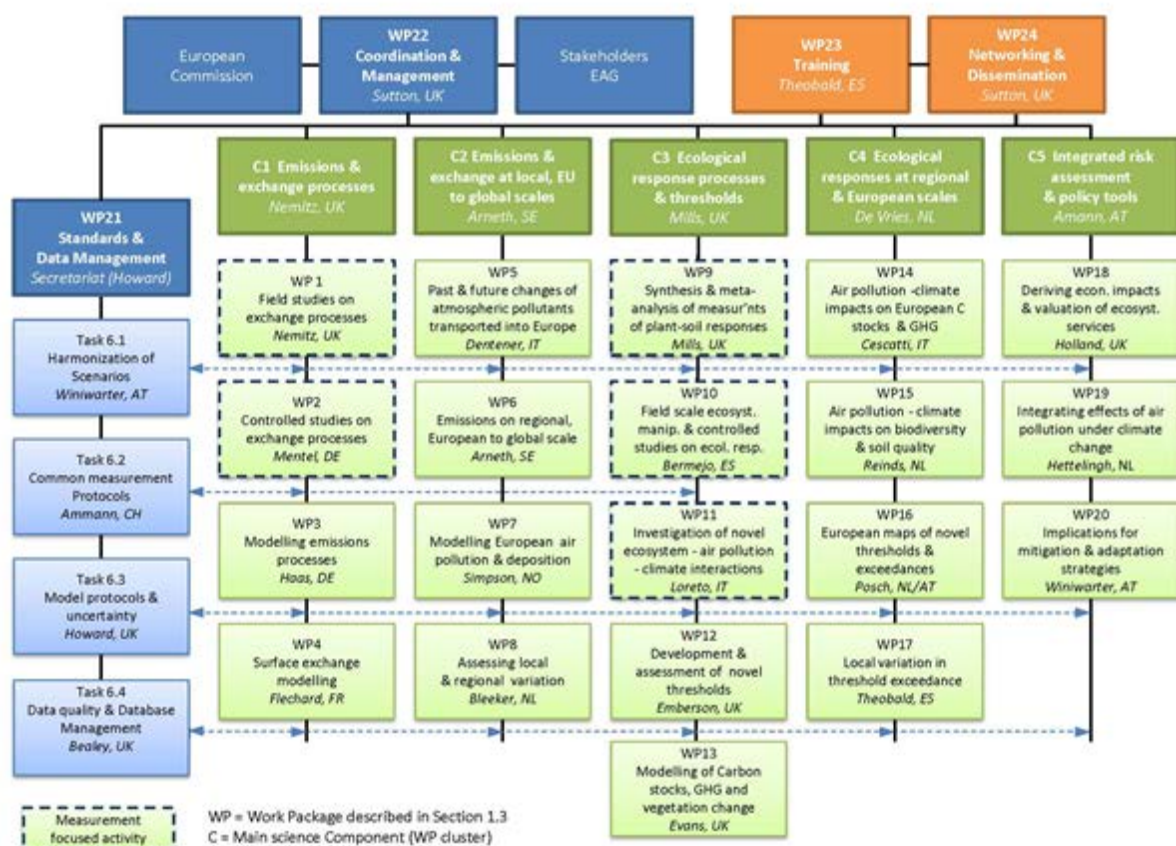 European
Commission
WP22
Coordination &
Management
Sutton, UK
Stakeholders
EAG
WP23
Training
Theobald, ES
WP24
Networking &
Dissemination
Sutton, UK
WP21
Standards &
Data Management
Secretariat (Howard)
Task 6.1
Harmonization of
Scenarios
Winiwarter, AT
Task 6.2
Common measurement
Protocols
Ammann, CH
Task 6.3
Model protocols &
uncertainty
Howard, UK
Task 6.4
Data quality & Database
Management
Bealey, UK
C1 Emissions &
exchange processes
Nemitz, UK
WP 1
Field studies on
exchange processes
Nemitz, UK
WP2
Controlled studies on
exchange processes
Mentel, DE
WP3
Modelling emissions
processes
Haas, DE
WP4
Surface exchange
modelling
Flechard, FR
C2 Emissions &
exchange at local, EU
to global scales
Arneth, SE
WP5
Past & future changes of
atmospheric pollutants
transported into Europe
Dentener, IT
WP6
Emissions on regional,
European to global scale
Arneth, SE
WP7
Modelling European air
pollution & deposition
Simpson, NO
WP8
Assessing local
& regional variation
Bleeker, NL
C3 Ecological
response processes
& thresholds
Mills, UK
WP9
Synthesis & meta-
analysis of measur'nts
of plant-soil responses
Mills, UK
WP10
Field scale ecosyst.
manip. & controlled
studies on ecol. resp.
Bermejo, ES
WP11
Investigation of novel
ecosystem - air pollution
- climate interactions
Loreto, IT
WP12
Development &
assessment of novel
thresholds
Emberson, UK
WP13
Modelling of Carbon
stocks, GHG and
vegetation change
Evans, UK
C4 Ecological
responses at regional
& European scales
De Vries, NL
WP14
Air pollution -climate
impacts on European C
stocks & GHG
Cescatti, IT
WP15
Air pollution - climate
impacts on biodiversity
& soil quality
Reinds, NL
WP16
European maps of novel
thresholds &
exceedances
Posch, NL/AT
WP17
Local variation in
threshold exceedance
Theobald, ES
C5 Integrated risk
assessment
& policy tools
Amann, AT
WP18
Deriving econ. impacts
& valuation of ecosyst.
services
Holland, UK
WP19
Integrating effects of air
pollution under climate
change
Hettelingh, NL
WP20
Implications for
mitigation & adaptation
strategies
Winiwarter, AT
Measurement
focused activity
WP = Work Package described in Section 1.3
C = Main science Component (WP cluster)